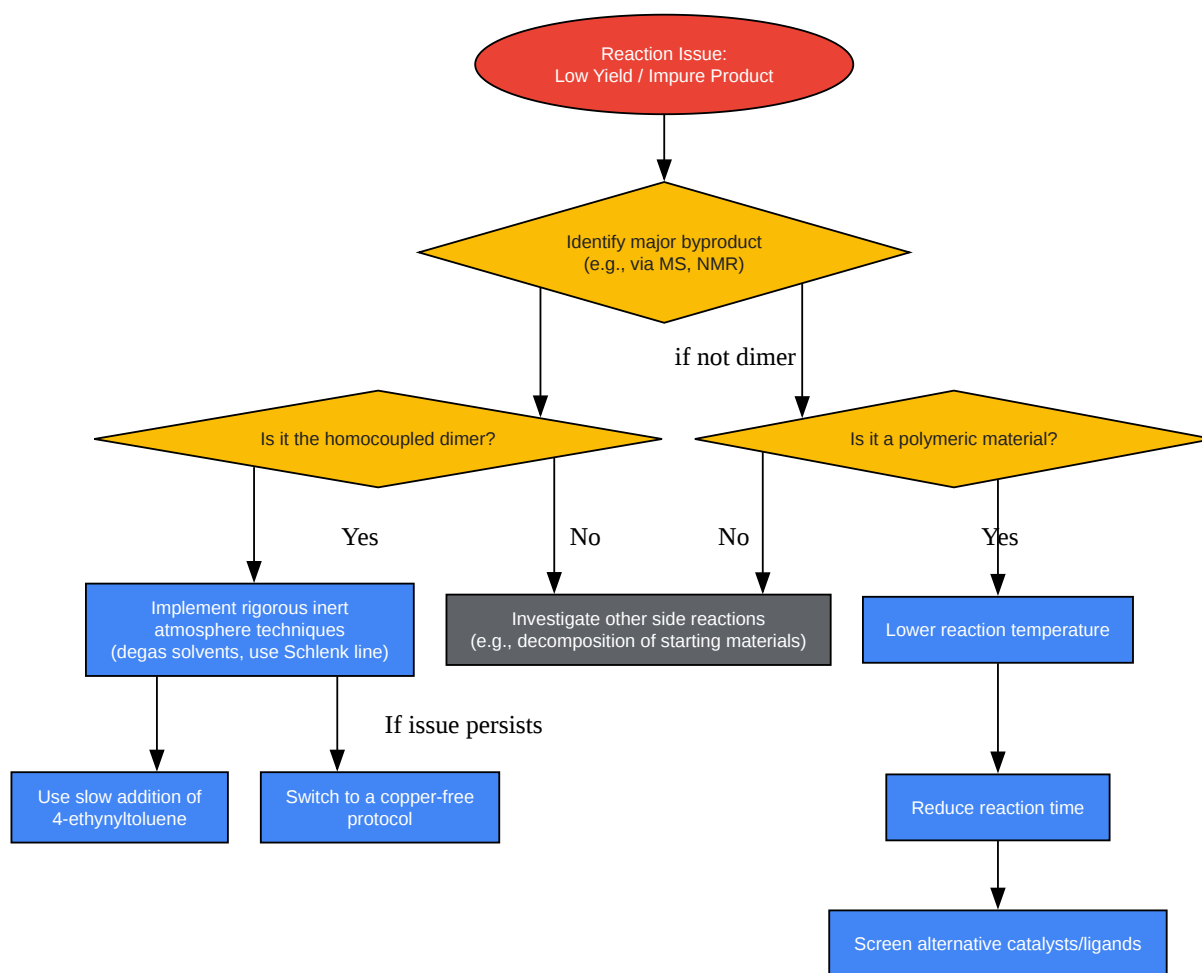 Reaction Issue:
Low Yield / Impure Product
Identify major byproduct
(e.g., via MS, NMR)
if not dimer
Is it the homocoupled dimer?
Is it a polymeric material?
Yes
No
No
Yes
Implement rigorous inert
atmosphere techniques
(degas solvents, use Schlenk line)
Investigate other side reactions
(e.g., decomposition of starting materials)
Lower reaction temperature
If issue persists
Use slow addition of
4-ethynyltoluene
Switch to a copper-free
protocol
Reduce reaction time
Screen alternative catalysts/ligands